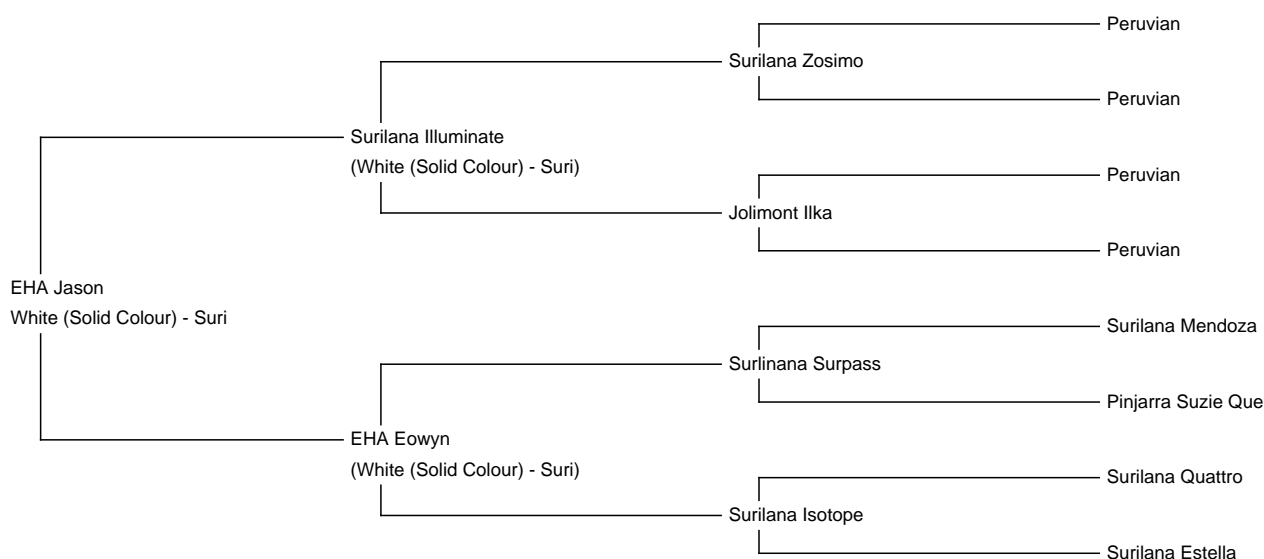 Peruvian
Surilana Zosimo
Peruvian
Surilana Illuminate
(White (Solid Colour) - Suri)
Peruvian
Jolimont Ilka
Peruvian
EHA Jason
White (Solid Colour) - Suri
Surilana Mendoza
Surlinana Surpass
Pinjarra Suzie Que
EHA Eowyn
(White (Solid Colour) - Suri)
Surilana Quattro
Surilana Isotope
Surilana Estella